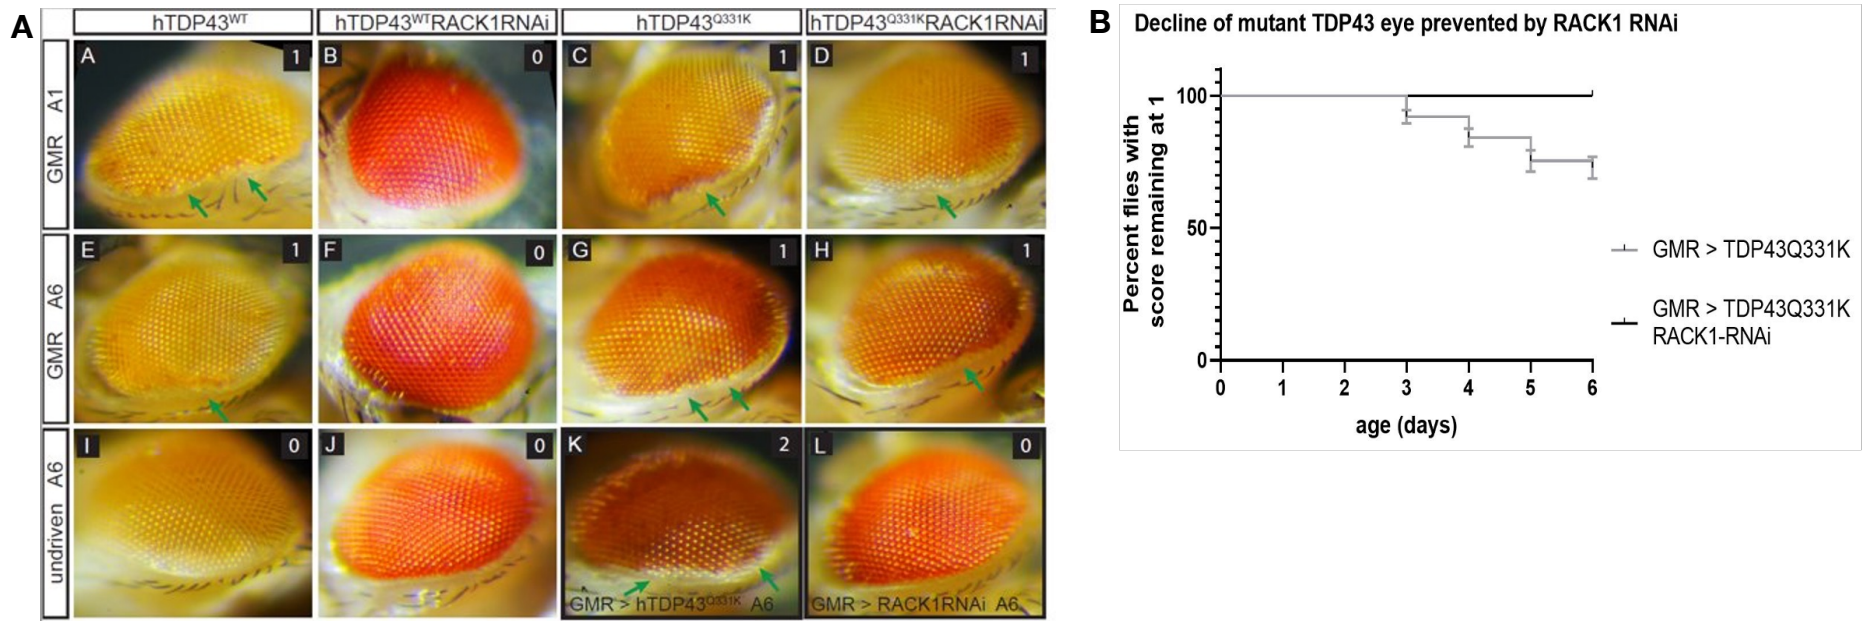 A
hTDP43WT
hTDP43WTRACK1RNAi
hTDP43Q331K
hTDP43Q331KRACK1RNAi
GMR A1
A 1
B 0
C 1
D 1
GMR A6
E 1
F 0
G 1
H 1
undriven A6
I 0
J 0
K 2
GMR > hTDP43Q331K A6
L 0
GMR > RACK1RNAi A6
B
Decline of mutant TDP43 eye prevented by RACK1 RNAi
Percent flies with
score remaining at 1
100
50
0
0 1 2 3 4 5 6
age (days)
GMR > TDP43Q331K
GMR > TDP43Q331K
RACK1-RNAi